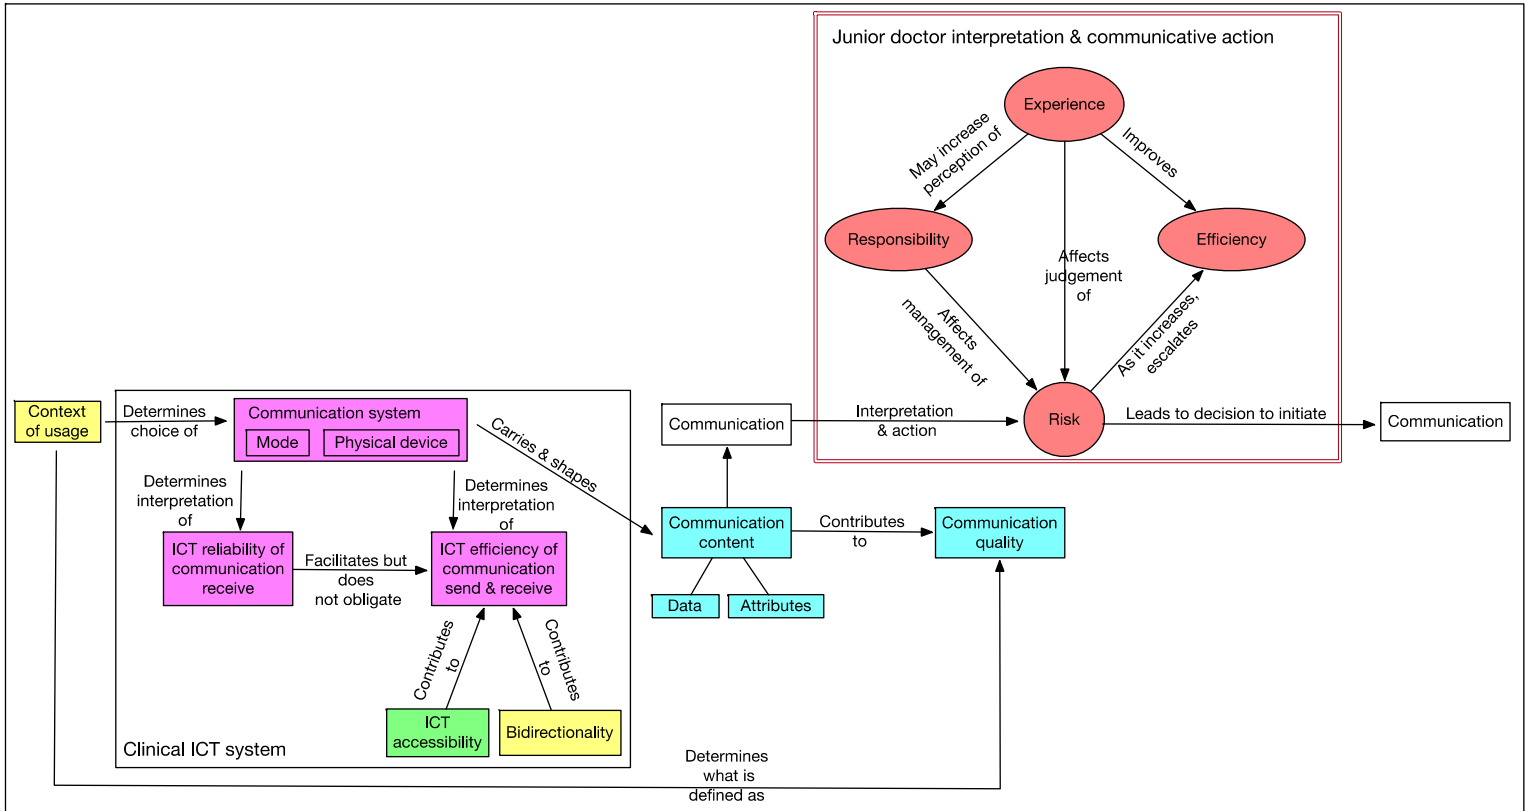 Junior doctor interpretation & communicative action
Experience
May increase
perception of
Improves
Responsibility
Efficiency
Affects
judgement
of
Affects
management of
As it increases,
escalates
Risk
Context
of usage
Determines
choice of
Communication system
Mode
Physical device
Carries & shapes
Communication
Interpretation
& action
Leads to decision to initiate
Communication
Determines
interpretation
of
Determines
interpretation
of
ICT reliability of
communication
receive
Facilitates but
does
not obligate
ICT efficiency of
communication
send & receive
Communication
content
Contributes
to
Communication
quality
Data
Attributes
Contributes
to
Contributes
to
ICT
accessibility
Bidirectionality
Clinical ICT system
Determines
what is
defined as